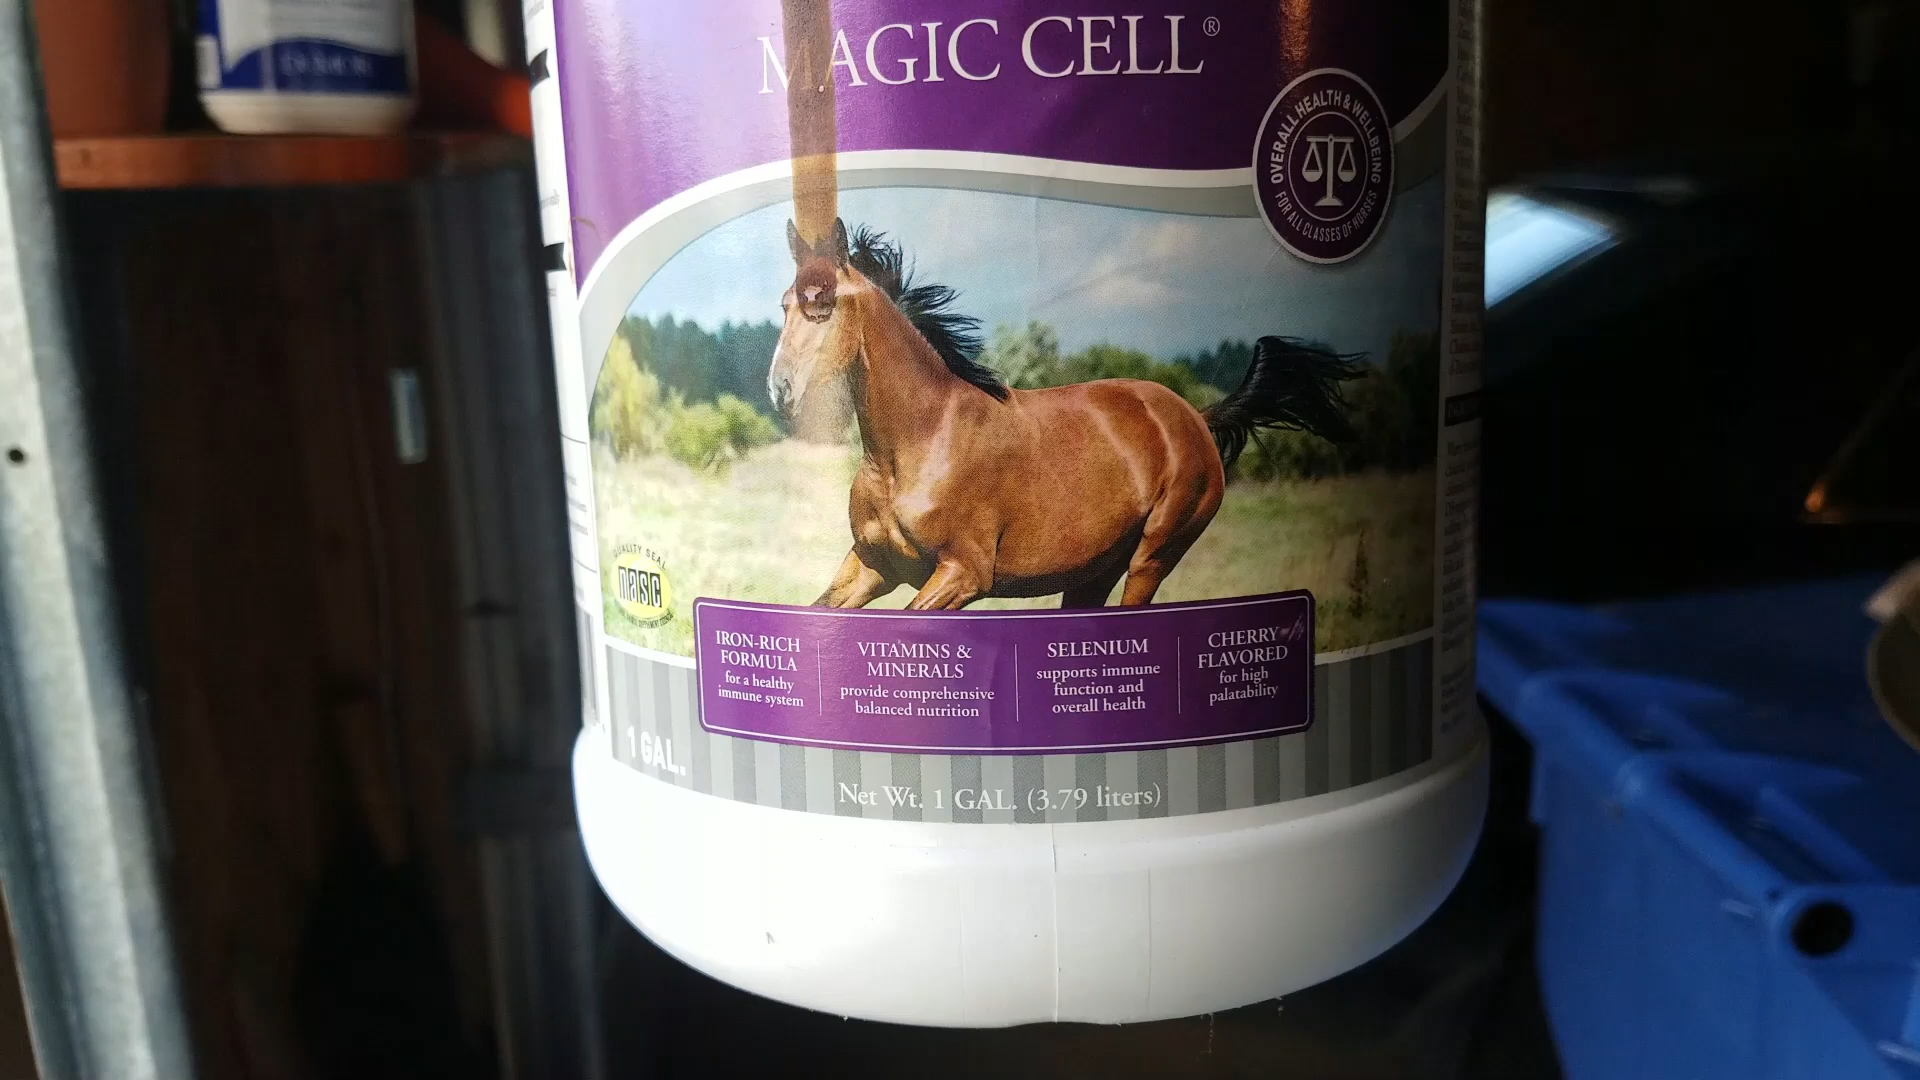 MAGIC CELL®
OVERALL HEALTH & WELLBEING
FOR ALL CLASSES OF HORSES
QUALITY SEAL
nasc
IRON-RICH
FORMULA
for a healthy
immune system
VITAMINS &
MINERALS
provide comprehensive
balanced nutrition
SELENIUM
supports immune
function and
overall health
CHERRY
FLAVORED
for high
palatability
1 GAL.
Net Wt. 1 GAL. (3.79 liters)